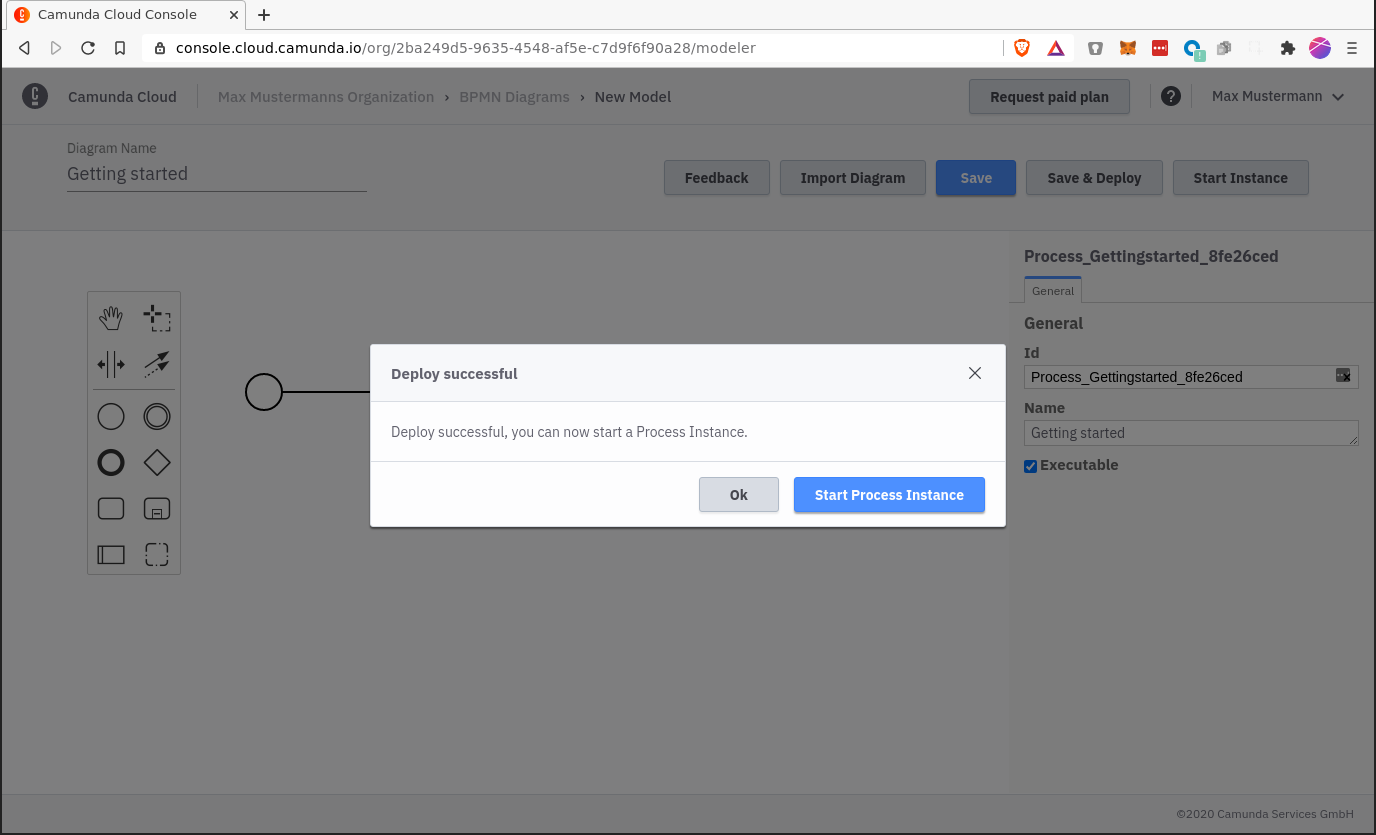 Camunda Cloud Console
console.cloud.camunda.io/org/2ba249d5-9635-4548-af5e-c7d9f6f90a28/modeler
Camunda Cloud
Max Mustermanns Organization › BPMN Diagrams › New Model
Request paid plan
?
Max Mustermann
Diagram Name
Getting started
Feedback
Import Diagram
Save
Save & Deploy
Start Instance
Process_Gettingstarted_8fe26ced
General
General
Id
Process_Gettingstarted_8fe26ced
Name
Getting started
Executable
Deploy successful
Deploy successful, you can now start a Process Instance.
Ok
Start Process Instance
©2020 Camunda Services GmbH